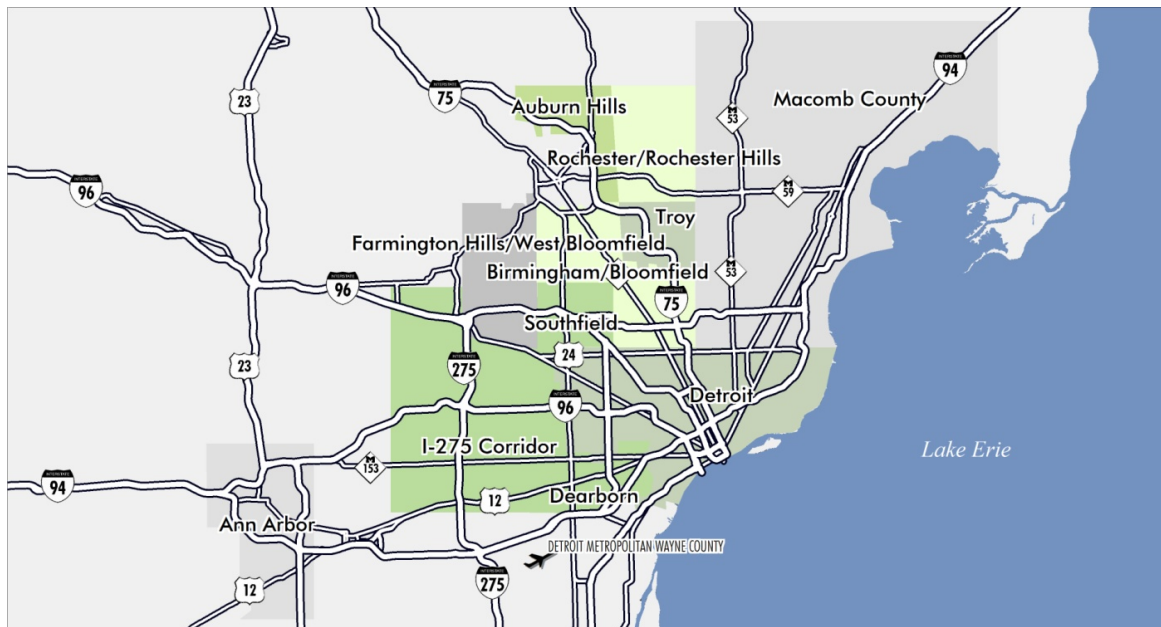 94
23
75
Auburn Hills
Macomb County
M
53
Rochester/Rochester Hills
96
M
59
Troy
Farmington Hills/West Bloomfield
Birmingham/Bloomfield
M
53
96
75
Southfield
24
23
275
Detroit
96
I-275 Corridor
Lake Erie
M
153
94
12
Dearborn
Ann Arbor
DETROIT METROPOLITAN WAYNE COUNTY
275
12